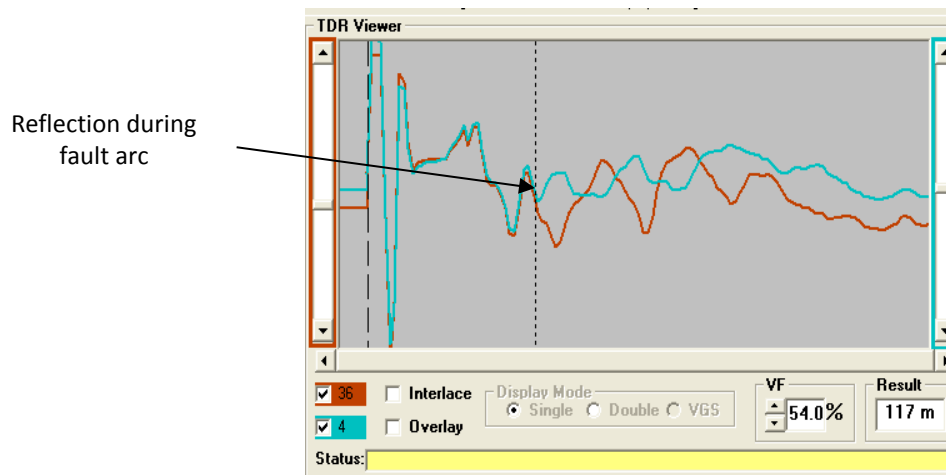 TDR Viewer
Reflection during
fault arc
36
Interlace
Display Mode
Single
Double
VGS
VF
54.0%
Result
117 m
4
Overlay
Status: